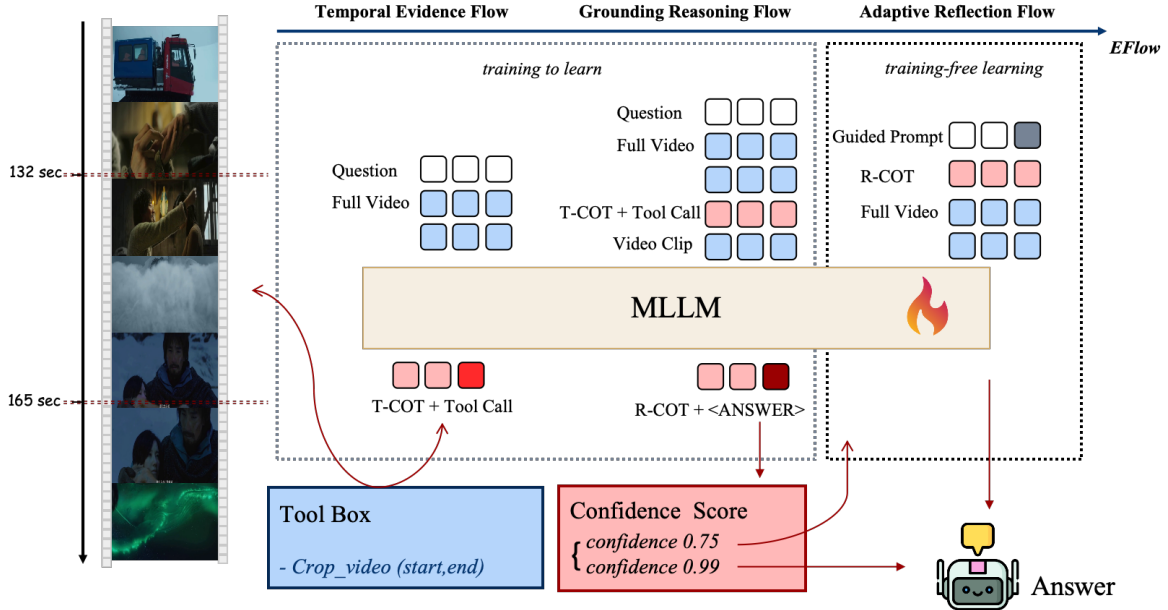 Temporal Evidence Flow
Grounding Reasoning Flow
Adaptive Reflection Flow
EFlow
training to learn
training-free learning
132 sec
165 sec
Question
Full Video
Question
Full Video
T-COT + Tool Call
Video Clip
Guided Prompt
R-COT
Full Video
MLLM
T-COT + Tool Call
R-COT + <ANSWER>
Tool Box
- Crop_video (start,end)
Confidence Score
{ confidence 0.75
confidence 0.99
Answer